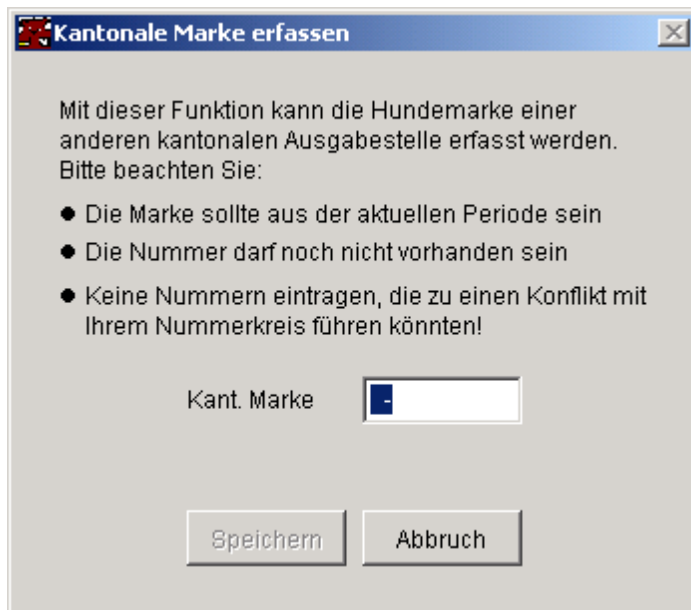 Kantonale Marke erfassen
Mit dieser Funktion kann die Hundemarke einer
anderen kantonalen Ausgabestelle erfasst werden.
Bitte beachten Sie:
● Die Marke sollte aus der aktuellen Periode sein
● Die Nummer darf noch nicht vorhanden sein
● Keine Nummern eintragen, die zu einen Konflikt mit
Ihrem Nummerkreis führen könnten!
Kant. Marke -
Speichern Abbruch